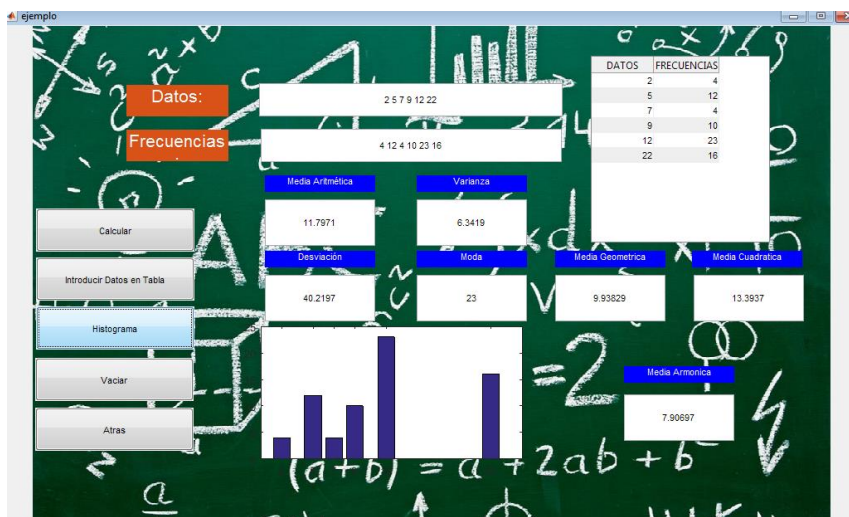 ejemplo
Datos:
2 5 7 9 12 22
Frecuencias
4 12 4 10 23 16
DATOS FRECUENCIAS
2 4
5 12
7 4
9 10
12 23
22 16
Media Aritmética Varianza
11.7971 6.3419
Desviación Moda Media Geometrica Media Cuadratica
40.2197 23 9.93829 13.3937
Calcular
Introducir Datos en Tabla
Histograma
Vaciar
Atras
Media Armonica
7.90697
=2
(a+b) = a + 2ab + b
a